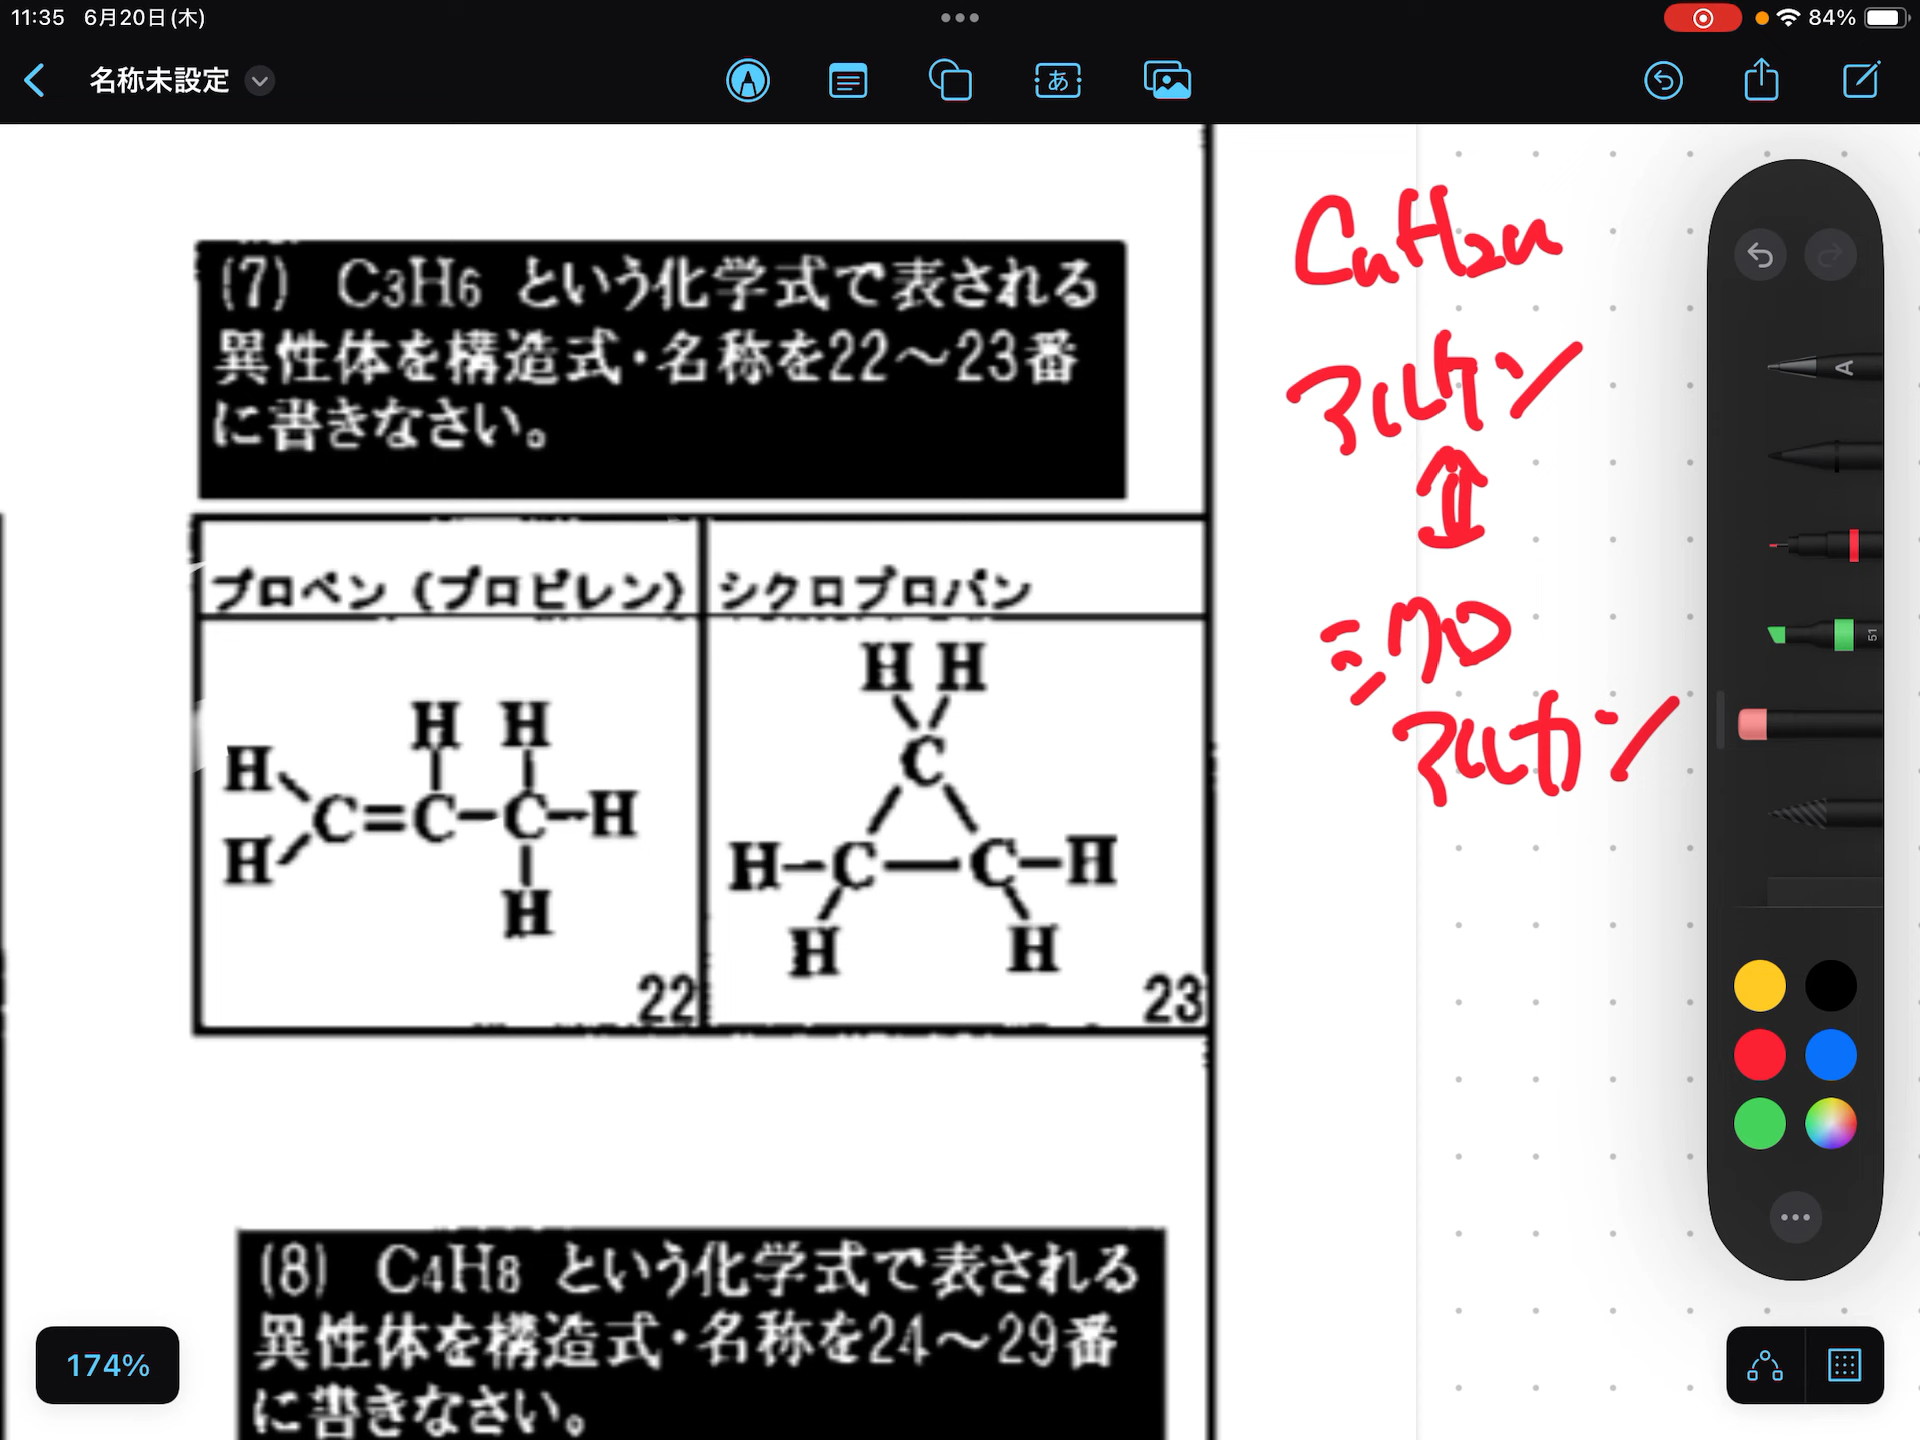 11:35 6月20日(木)
84%
名称未設定
あ
(7) C3H6 という化学式で表される
異性体を構造式・名称を22～23番
に書きなさい。
プロペン（プロピレン） シクロプロパン
H H
C
H H
H C=C-C-H
H H
H-C-C-H
H H
22 23
(8) C4H8 という化学式で表される
異性体を構造式・名称を24～29番
に書きなさい。
CnH2n
アルケン
⇕
シクロ
アルカン
A
51
174%